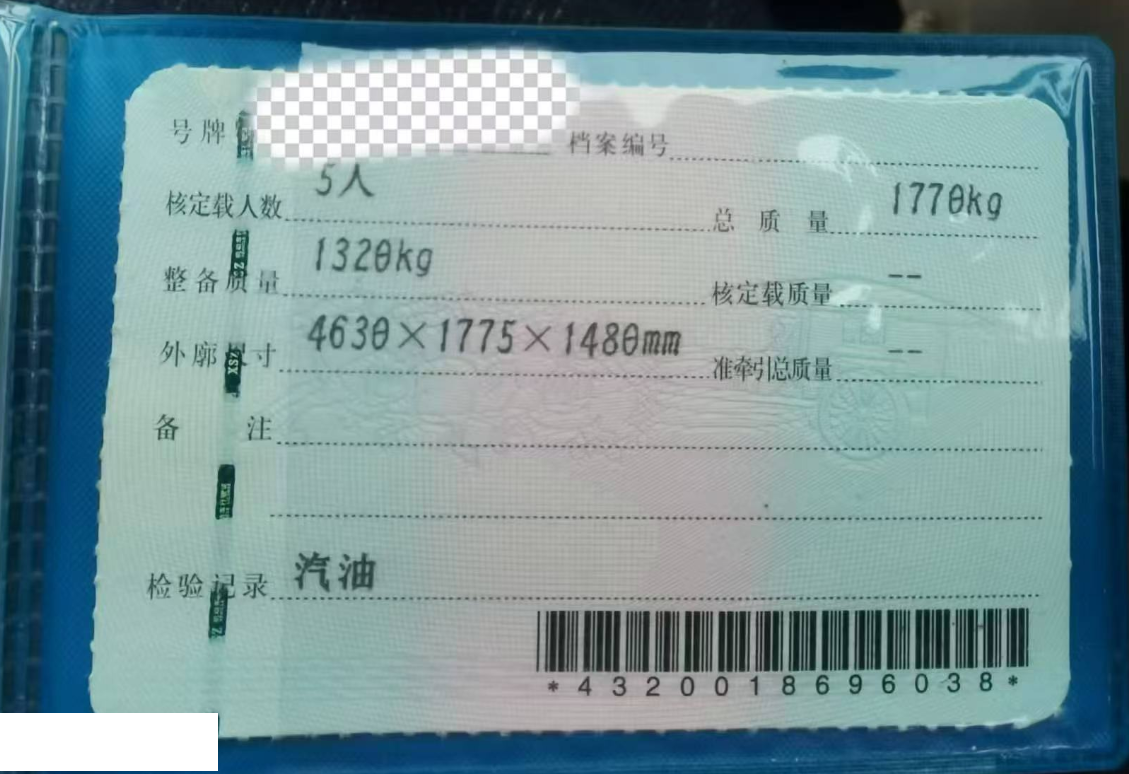 号牌 档案编号
核定载人数 5人 总质量 1770kg
整备质量 1320kg 核定载质量 --
外廓尺寸 4630×1775×1480mm 准牵引总质量 --
备注
检验记录 汽油
*4320018696038*